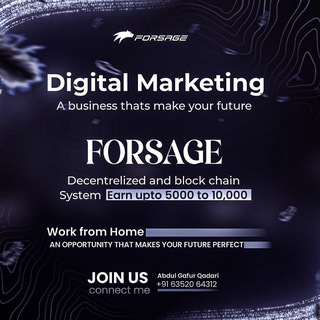 FORSAGE
Digital Marketing
A business thats make your future
FORSAGE
Decentrelized and block chain
System Earn upto 5000 to 10,000
Work from Home
AN OPPORTUNITY THAT MAKES YOUR FUTURE PERFECT
JOIN US
connect me
Abdul Gafur Qadari
+91 63520 64312